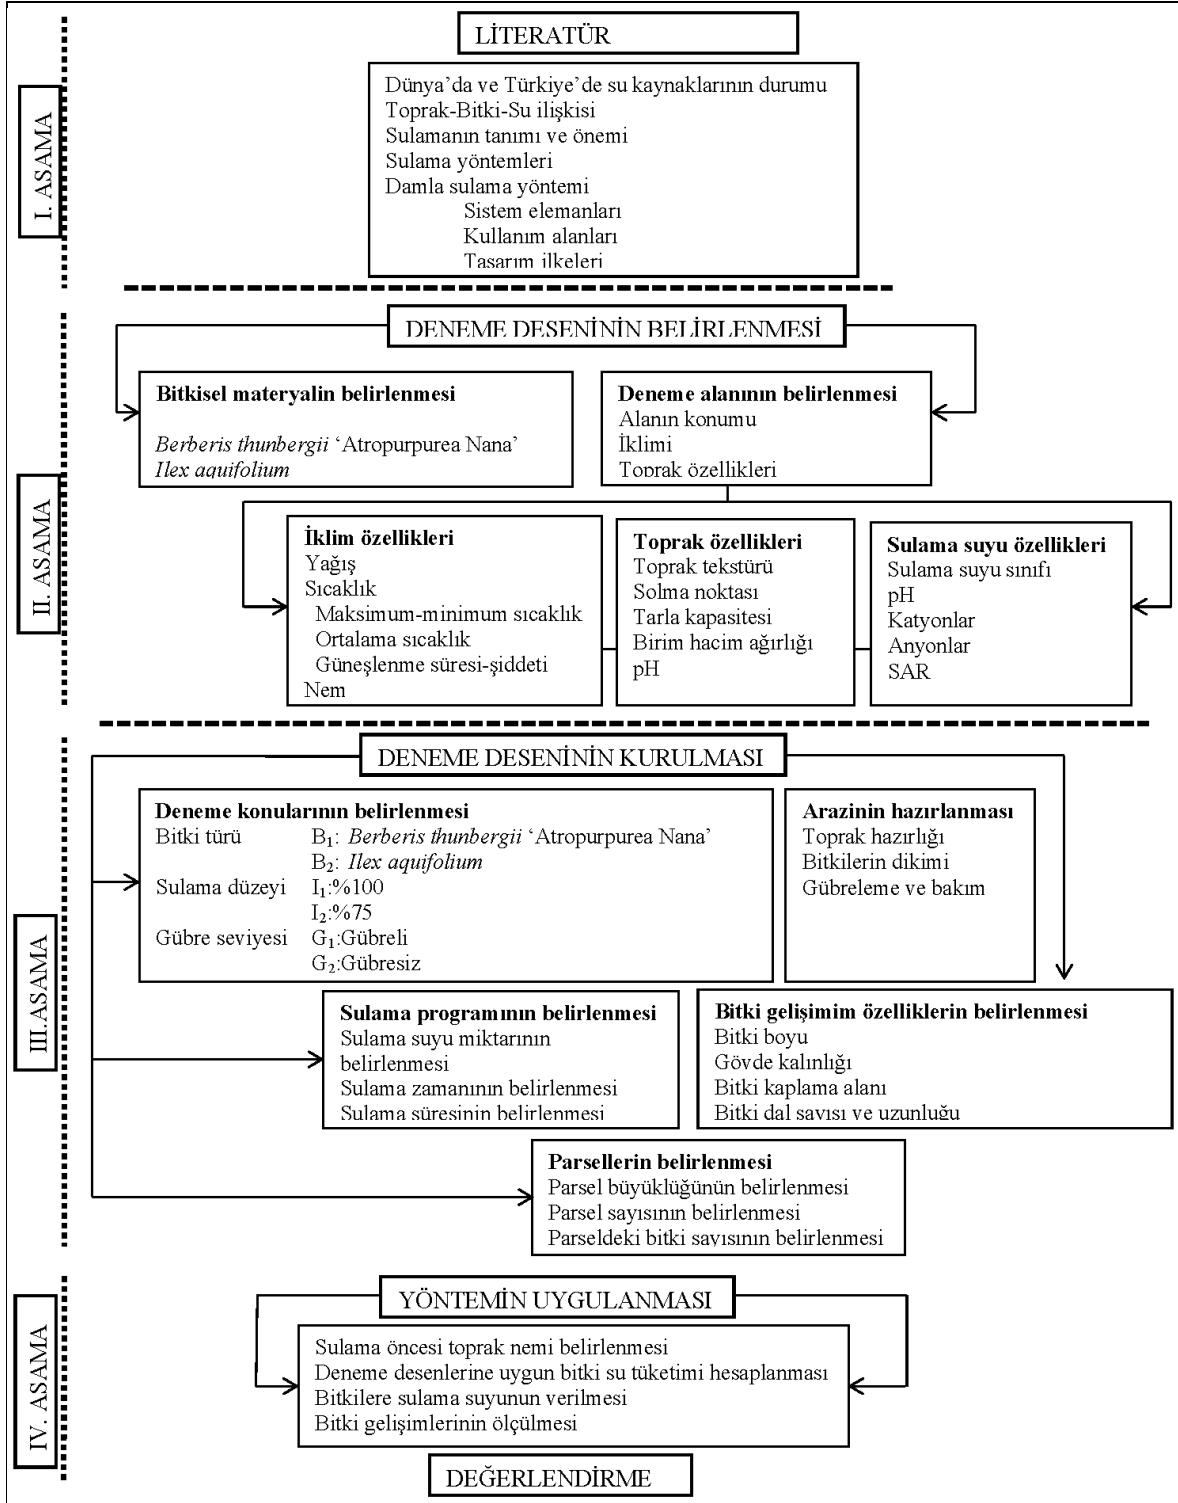 LİTERATÜR
I. ASAMA
Dünya’da ve Türkiye’de su kaynaklarının durumu
Toprak-Bitki-Su ilişkisi
Sulamanın tanımı ve önemi
Sulama yöntemleri
Damla sulama yöntemi
Sistem elemanları
Kullanım alanları
Tasarım ilkeleri
II. ASAMA
DENEME DESENİNİN BELİRLENMESİ
Bitkisel materyalin belirlenmesi
Berberis thunbergii ‘Atropurpurea Nana’
Ilex aquifolium
Deneme alanının belirlenmesi
Alanın konumu
İklimi
Toprak özellikleri
İklim özellikleri
Yağış
Sıcaklık
Maksimum-minimum sıcaklık
Ortalama sıcaklık
Güneşlenme süresi-şiddeti
Nem
Toprak özellikleri
Toprak tekstürü
Solma noktası
Tarla kapasitesi
Birim hacim ağırlığı
pH
Sulama suyu özellikleri
Sulama suyu sınıfı
pH
Katyonlar
Anyonlar
SAR
III.ASAMA
DENEME DESENİNİN KURULMASI
Deneme konularının belirlenmesi
Bitki türü B₁: Berberis thunbergii ‘Atropurpurea Nana’
B₂: Ilex aquifolium
Sulama düzeyi I₁:%100
I₂:%75
Gübre seviyesi G₁:Gübreli
G₂:Gübresiz
Arazinin hazırlanması
Toprak hazırlığı
Bitkilerin dikimi
Gübreleme ve bakım
Sulama programının belirlenmesi
Sulama suyu miktarının
belirlenmesi
Sulama zamanının belirlenmesi
Sulama süresinin belirlenmesi
Bitki gelişimim özelliklerin belirlenmesi
Bitki boyu
Gövde kalınlığı
Bitki kaplama alanı
Bitki dal sayısı ve uzunluğu
Parsellerin belirlenmesi
Parsel büyüklüğünün belirlenmesi
Parsel sayısının belirlenmesi
Parseldeki bitki sayısının belirlenmesi
IV. ASAMA
YÖNTEMİN UYGULANMASI
Sulama öncesi toprak nemi belirlenmesi
Deneme desenlerine uygun bitki su tüketimi hesaplanması
Bitkilere sulama suyunun verilmesi
Bitki gelişimlerinin ölçülmesi
DEĞERLENDİRME